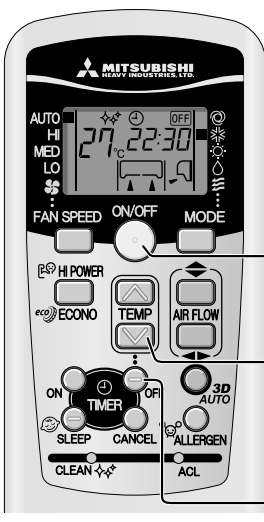 MITSUBISHI
HEAVY INDUSTRIES, LTD.
AUTO
HI
MED
LO
OFF
27°C 22:30
FAN SPEED ON/OFF MODE
HI POWER
eco ECONO
TEMP
AIR FLOW
ON OFF
TIMER
3D
AUTO
SLEEP CANCEL ALLERGEN
CLEAN ACL